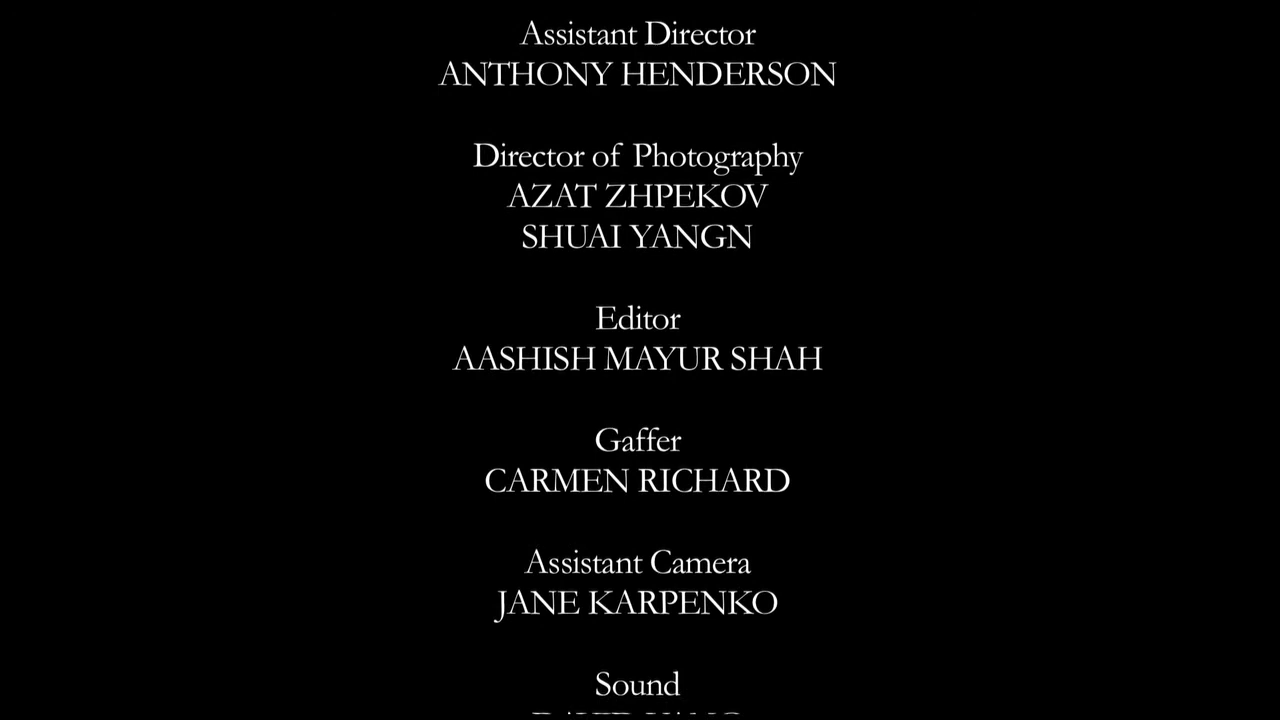 Assistant Director
ANTHONY HENDERSON
Director of Photography
AZAT ZHPEKOV
SHUAI YANGN
Editor
AASHISH MAYUR SHAH
Gaffer
CARMEN RICHARD
Assistant Camera
JANE KARPENKO
Sound